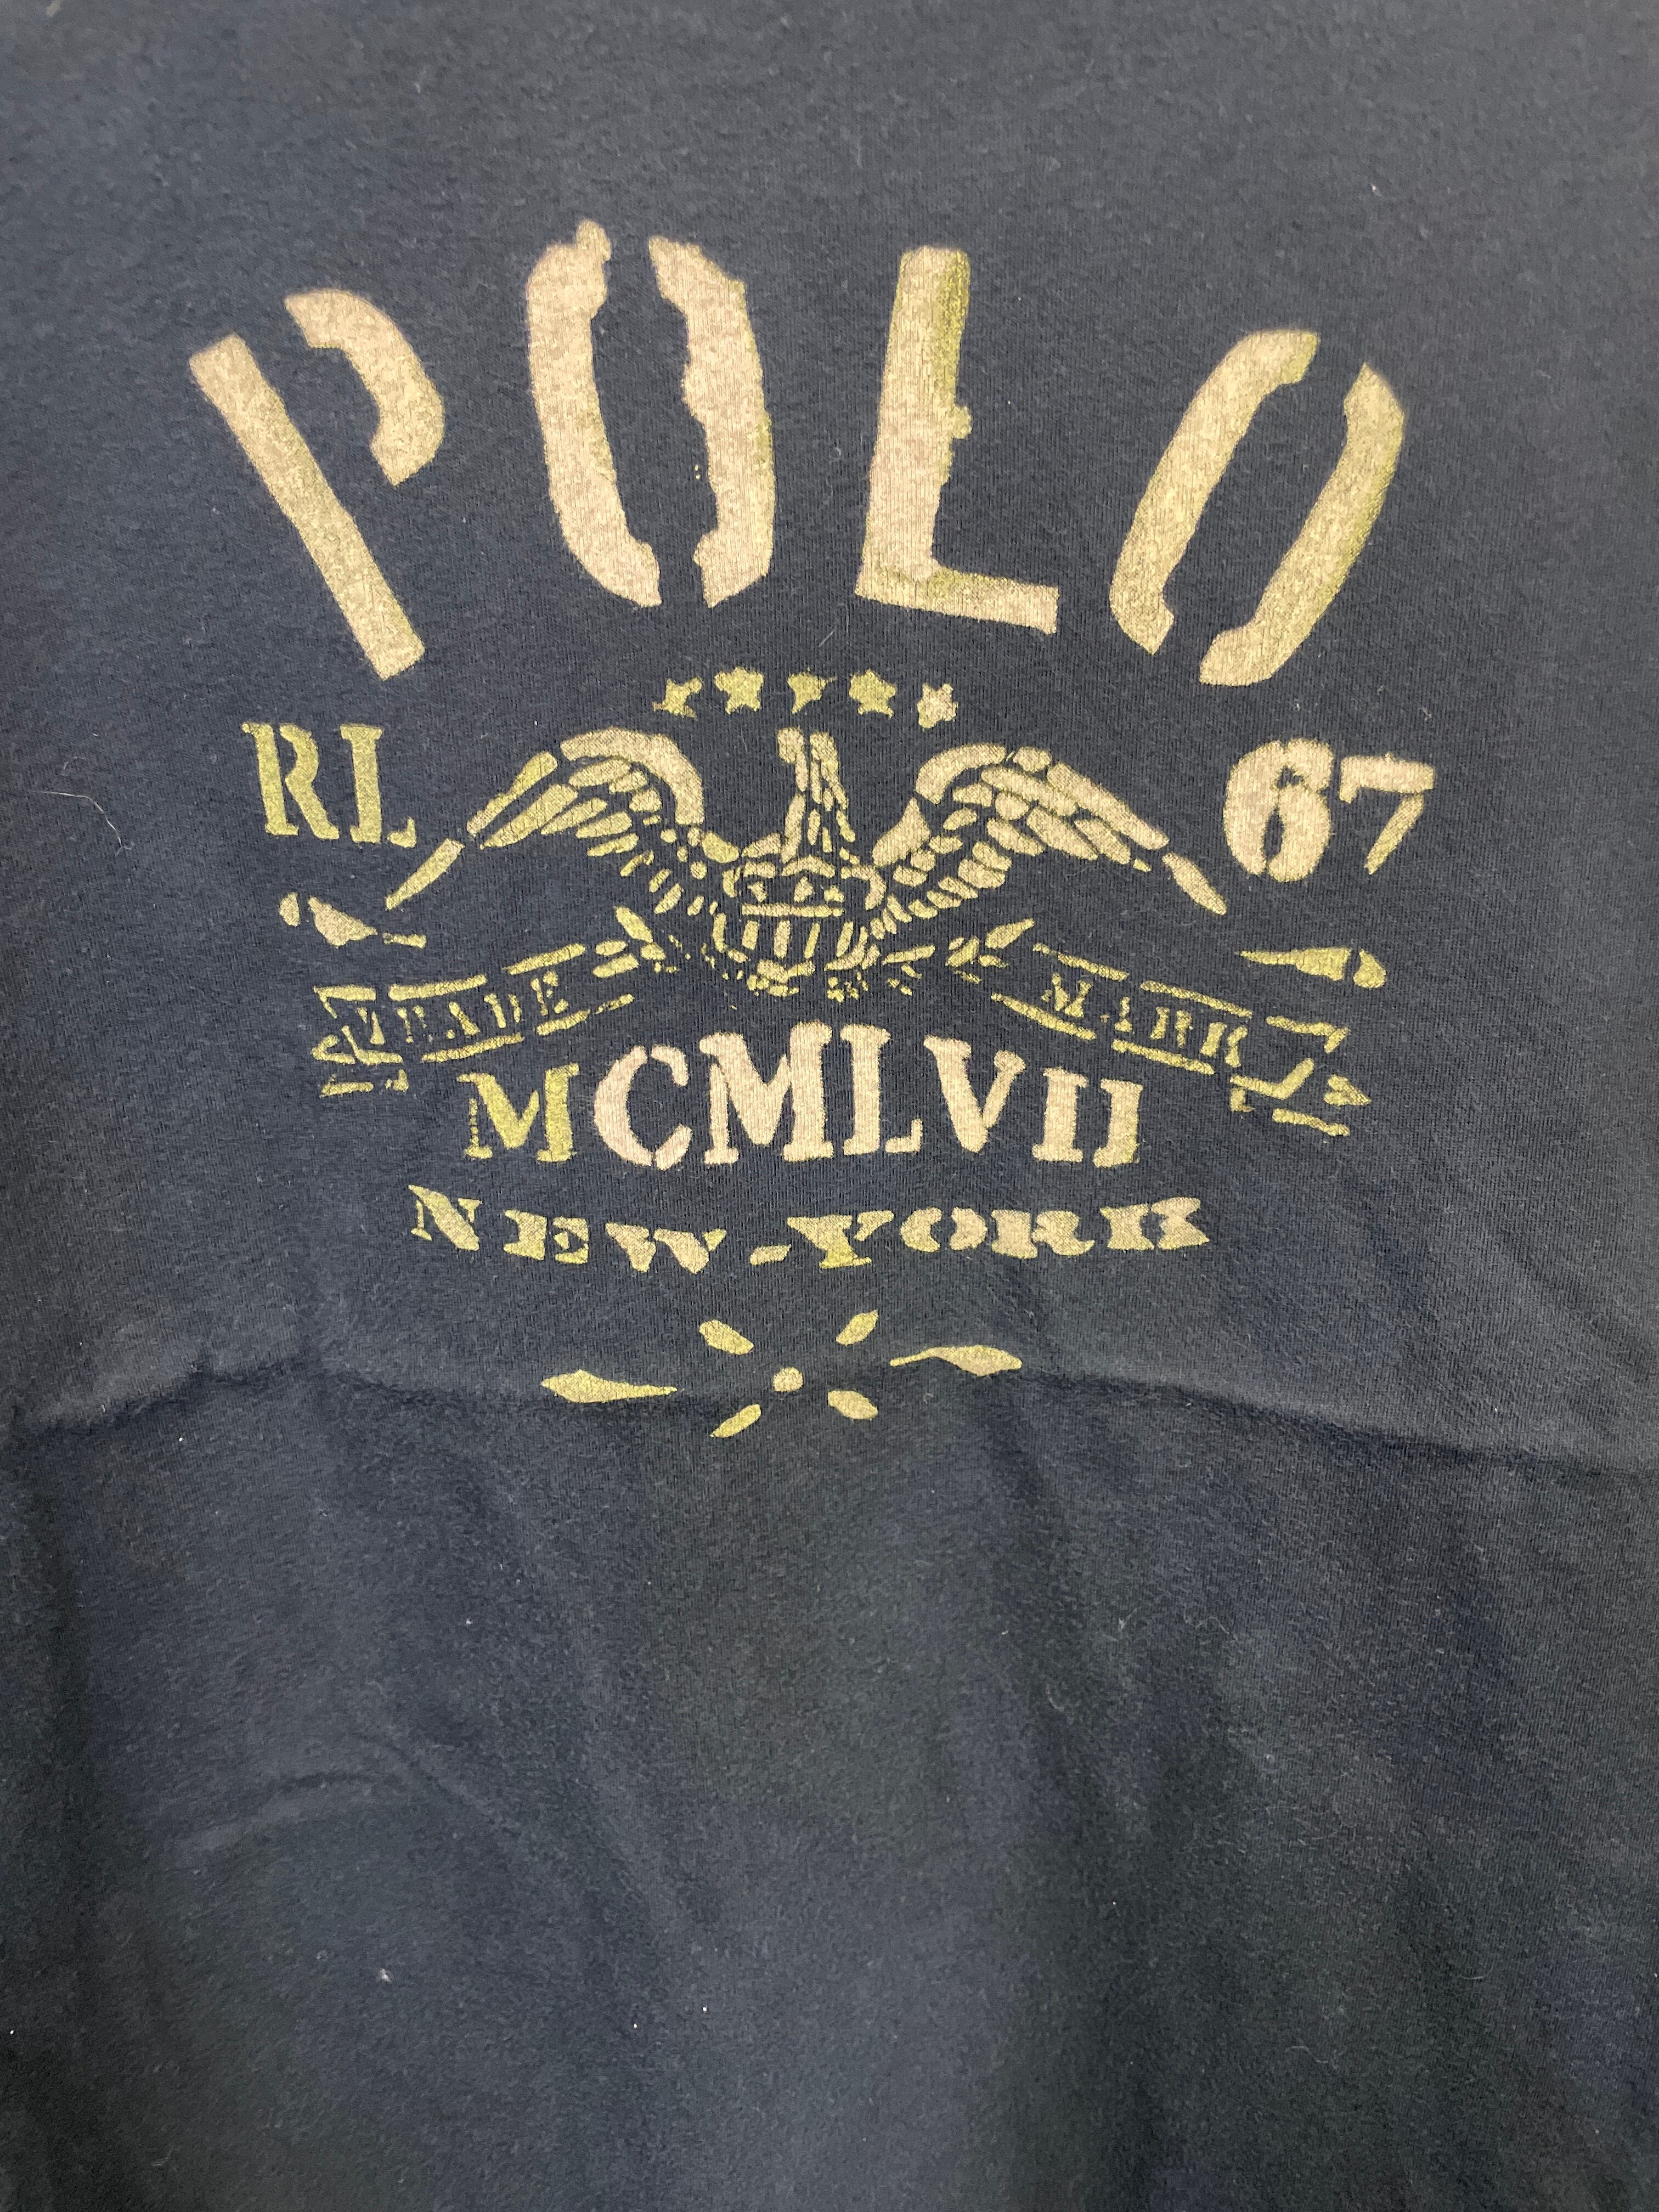 POLO
RL 67
TRADE MARK
MCMLVII
NEW-YORK